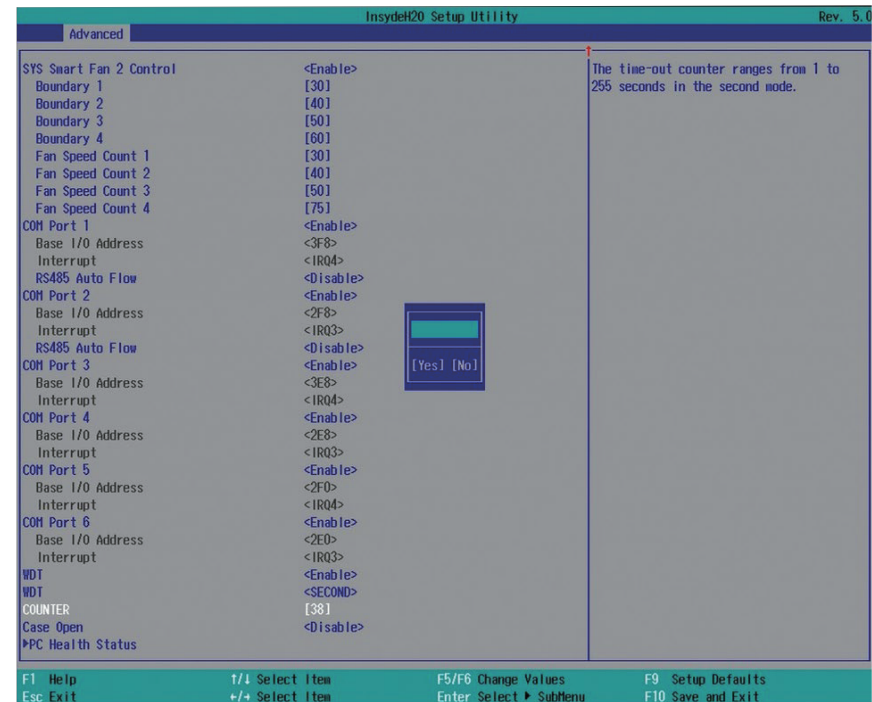 InsydeH20 Setup Utility Rev. 5.0
Advanced
SYS Smart Fan 2 Control <Enable>
Boundary 1 [30]
Boundary 2 [40]
Boundary 3 [50]
Boundary 4 [60]
Fan Speed Count 1 [30]
Fan Speed Count 2 [40]
Fan Speed Count 3 [50]
Fan Speed Count 4 [75]
COM Port 1 <Enable>
Base I/O Address <3F8>
Interrupt <IRQ4>
RS485 Auto Flow <Disable>
COM Port 2 <Enable>
Base I/O Address <2F8>
Interrupt <IRQ3>
RS485 Auto Flow <Disable>
COM Port 3 <Enable>
Base I/O Address <3E8>
Interrupt <IRQ4>
COM Port 4 <Enable>
Base I/O Address <2E8>
Interrupt <IRQ3>
COM Port 5 <Enable>
Base I/O Address <2F0>
Interrupt <IRQ4>
COM Port 6 <Enable>
Base I/O Address <2E0>
Interrupt <IRQ3>
WDT <Enable>
WDT <SECOND>
COUNTER [38]
Case Open <Disable>
▶PC Health Status
The time-out counter ranges from 1 to
255 seconds in the second mode.
[Yes] [No]
F1 Help ↑/↓ Select Item F5/F6 Change Values F9 Setup Defaults
Esc Exit ←/→ Select Item Enter Select ▶ SubMenu F10 Save and Exit